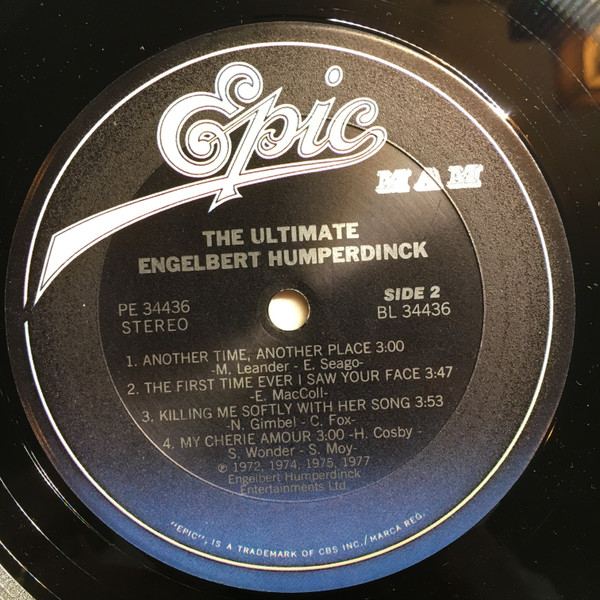 Epic
MAM
THE ULTIMATE
ENGELBERT HUMPERDINCK
PE 34436
STEREO
SIDE 2
BL 34436
1. ANOTHER TIME, ANOTHER PLACE 3:00
-M. Leander - E. Seago-
2. THE FIRST TIME EVER I SAW YOUR FACE 3:47
-E. MacColl-
3. KILLING ME SOFTLY WITH HER SONG 3:53
-N. Gimbel - C. Fox-
4. MY CHERIE AMOUR 3:00 -H. Cosby -
S. Wonder - S. Moy-
℗ 1972, 1974, 1975, 1977
Engelbert Humperdinck
Entertainments Ltd.
"EPIC", IS A TRADEMARK OF CBS INC./MARCA REG.